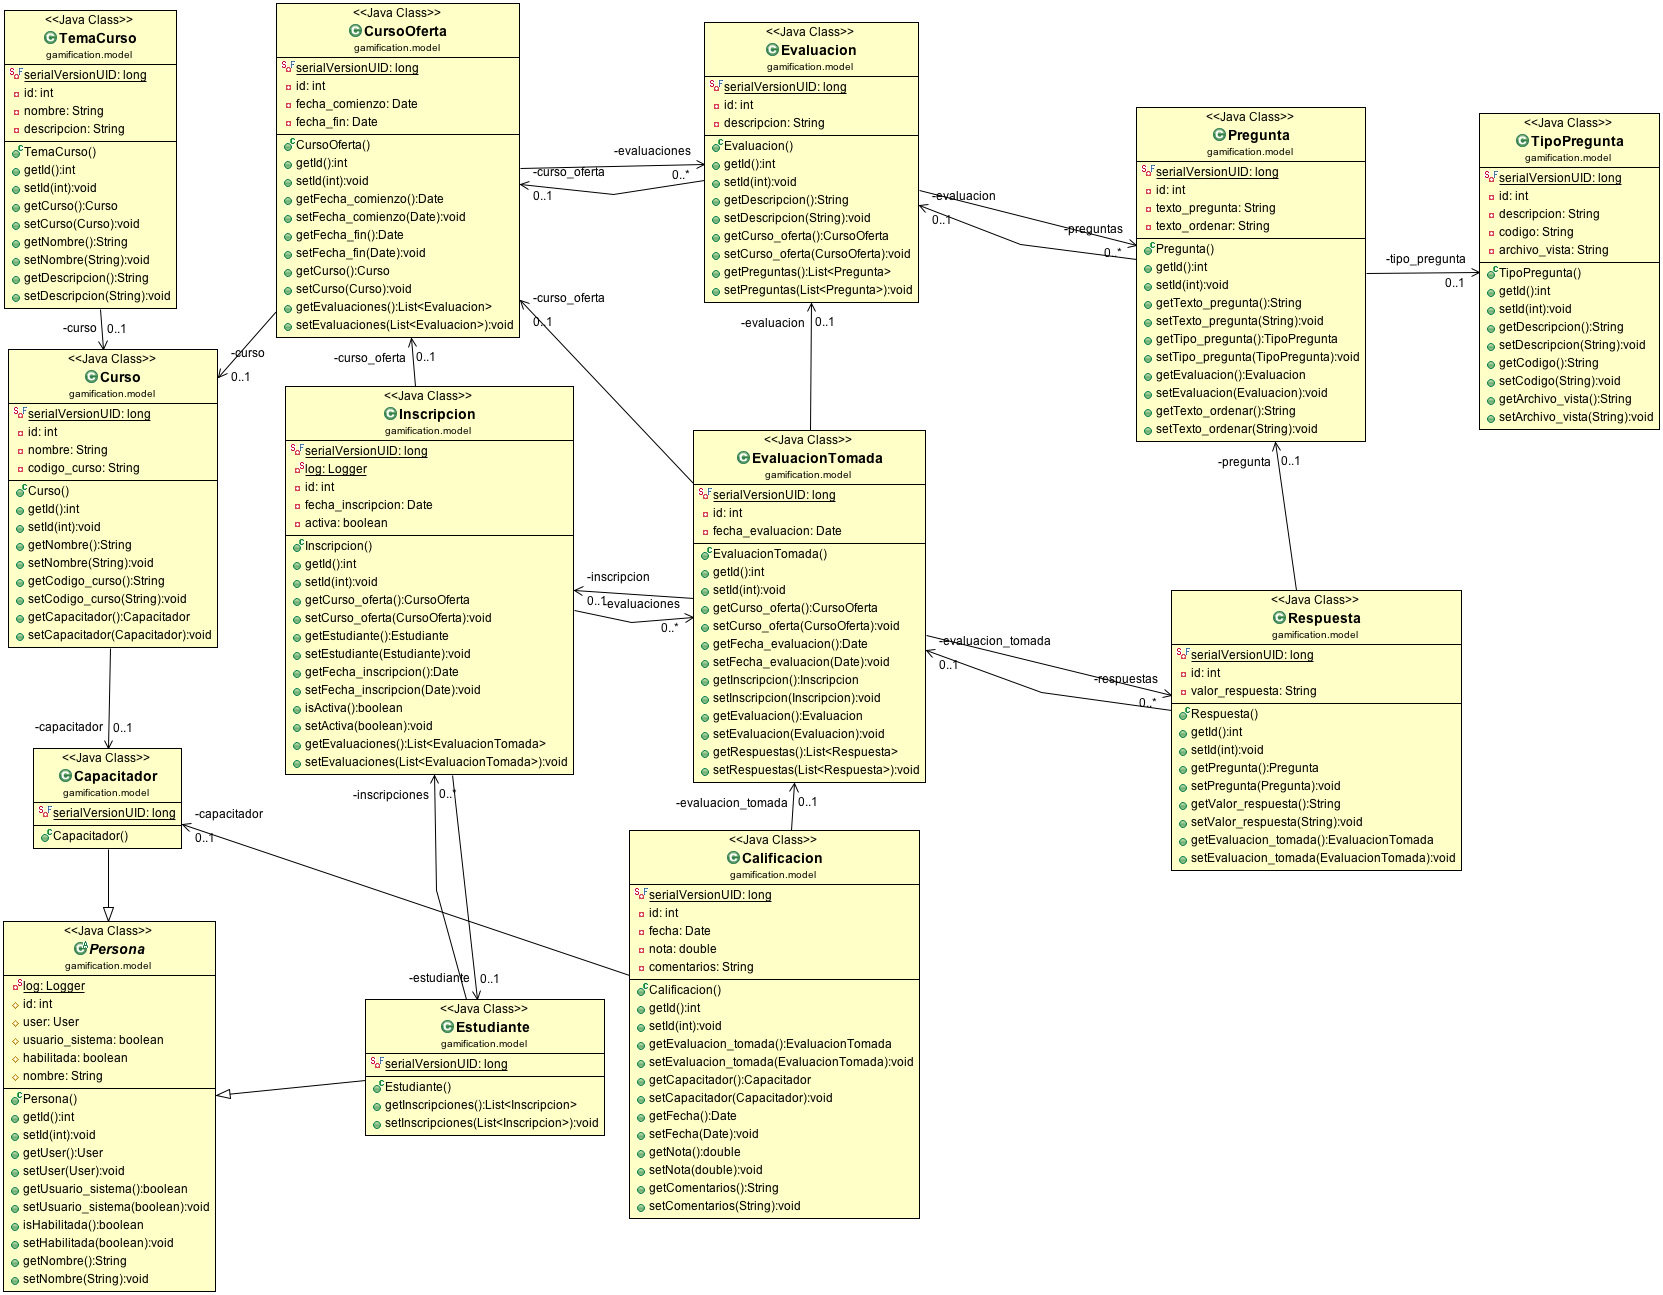 <<Java Class>>
TemaCurso
gamification.model
serialVersionUID: long
id: int
nombre: String
descripcion: String
TemaCurso()
getId():int
setId(int):void
getCurso():Curso
setCurso(Curso):void
getNombre():String
setNombre(String):void
getDescripcion():String
setDescripcion(String):void
-curso
0..1
<<Java Class>>
CursoOferta
gamification.model
serialVersionUID: long
id: int
fecha_comienzo: Date
fecha_fin: Date
CursoOferta()
getId():int
setId(int):void
getFecha_comienzo():Date
setFecha_comienzo(Date):void
getFecha_fin():Date
setFecha_fin(Date):void
getCurso():Curso
setCurso(Curso):void
getEvaluaciones():List<Evaluacion>
setEvaluaciones(List<Evaluacion>):void
-curso
0..1
-evaluaciones
0..*
-curso_oferta
0..1
<<Java Class>>
Evaluacion
gamification.model
serialVersionUID: long
id: int
descripcion: String
Evaluacion()
getId():int
setId(int):void
getDescripcion():String
setDescripcion(String):void
getCurso_oferta():CursoOferta
setCurso_oferta(CursoOferta):void
getPreguntas():List<Pregunta>
setPreguntas(List<Pregunta>):void
-evaluacion
0..1
-preguntas
0..*
<<Java Class>>
Pregunta
gamification.model
serialVersionUID: long
id: int
texto_pregunta: String
texto_ordenar: String
Pregunta()
getId():int
setId(int):void
getTexto_pregunta():String
setTexto_pregunta(String):void
getTipo_pregunta():TipoPregunta
setTipo_pregunta(TipoPregunta):void
getEvaluacion():Evaluacion
setEvaluacion(Evaluacion):void
getTexto_ordenar():String
setTexto_ordenar(String):void
-tipo_pregunta
0..1
<<Java Class>>
TipoPregunta
gamification.model
serialVersionUID: long
id: int
descripcion: String
codigo: String
archivo_vista: String
TipoPregunta()
getId():int
setId(int):void
getDescripcion():String
setDescripcion(String):void
getCodigo():String
setCodigo(String):void
getArchivo_vista():String
setArchivo_vista(String):void
<<Java Class>>
Curso
gamification.model
serialVersionUID: long
id: int
nombre: String
codigo_curso: String
Curso()
getId():int
setId(int):void
getNombre():String
setNombre(String):void
getCodigo_curso():String
setCodigo_curso(String):void
getCapacitador():Capacitador
setCapacitador(Capacitador):void
-capacitador
0..1
-curso_oferta
0..1
<<Java Class>>
Inscripcion
gamification.model
serialVersionUID: long
log: Logger
id: int
fecha_inscripcion: Date
activa: boolean
Inscripcion()
getId():int
setId(int):void
getCurso_oferta():CursoOferta
setCurso_oferta(CursoOferta):void
getEstudiante():Estudiante
setEstudiante(Estudiante):void
getFecha_inscripcion():Date
setFecha_inscripcion(Date):void
isActiva():boolean
setActiva(boolean):void
getEvaluaciones():List<EvaluacionTomada>
setEvaluaciones(List<EvaluacionTomada>):void
-curso_oferta
0..1
-evaluacion
0..1
-inscripcion
0..1
-evaluaciones
0..*
<<Java Class>>
EvaluacionTomada
gamification.model
serialVersionUID: long
id: int
fecha_evaluacion: Date
EvaluacionTomada()
getId():int
setId(int):void
getCurso_oferta():CursoOferta
setCurso_oferta(CursoOferta):void
getFecha_evaluacion():Date
setFecha_evaluacion(Date):void
getInscripcion():Inscripcion
setInscripcion(Inscripcion):void
getEvaluacion():Evaluacion
setEvaluacion(Evaluacion):void
getRespuestas():List<Respuesta>
setRespuestas(List<Respuesta>):void
-evaluacion_tomada
0..1
-respuestas
0..*
-pregunta
0..1
<<Java Class>>
Respuesta
gamification.model
serialVersionUID: long
id: int
valor_respuesta: String
Respuesta()
getId():int
setId(int):void
getPregunta():Pregunta
setPregunta(Pregunta):void
getValor_respuesta():String
setValor_respuesta(String):void
getEvaluacion_tomada():EvaluacionTomada
setEvaluacion_tomada(EvaluacionTomada):void
<<Java Class>>
Capacitador
gamification.model
serialVersionUID: long
Capacitador()
-capacitador
0..1
-inscripciones
0..*
-evaluacion_tomada
0..1
<<Java Class>>
Calificacion
gamification.model
serialVersionUID: long
id: int
fecha: Date
nota: double
comentarios: String
Calificacion()
getId():int
setId(int):void
getEvaluacion_tomada():EvaluacionTomada
setEvaluacion_tomada(EvaluacionTomada):void
getCapacitador():Capacitador
setCapacitador(Capacitador):void
getFecha():Date
setFecha(Date):void
getNota():double
setNota(double):void
getComentarios():String
setComentarios(String):void
<<Java Class>>
Persona
gamification.model
log: Logger
id: int
user: User
usuario_sistema: boolean
habilitada: boolean
nombre: String
Persona()
getId():int
setId(int):void
getUser():User
setUser(User):void
getUsuario_sistema():boolean
setUsuario_sistema(boolean):void
isHabilitada():boolean
setHabilitada(boolean):void
getNombre():String
setNombre(String):void
-estudiante
0..1
<<Java Class>>
Estudiante
gamification.model
serialVersionUID: long
Estudiante()
getInscripciones():List<Inscripcion>
setInscripciones(List<Inscripcion>):void